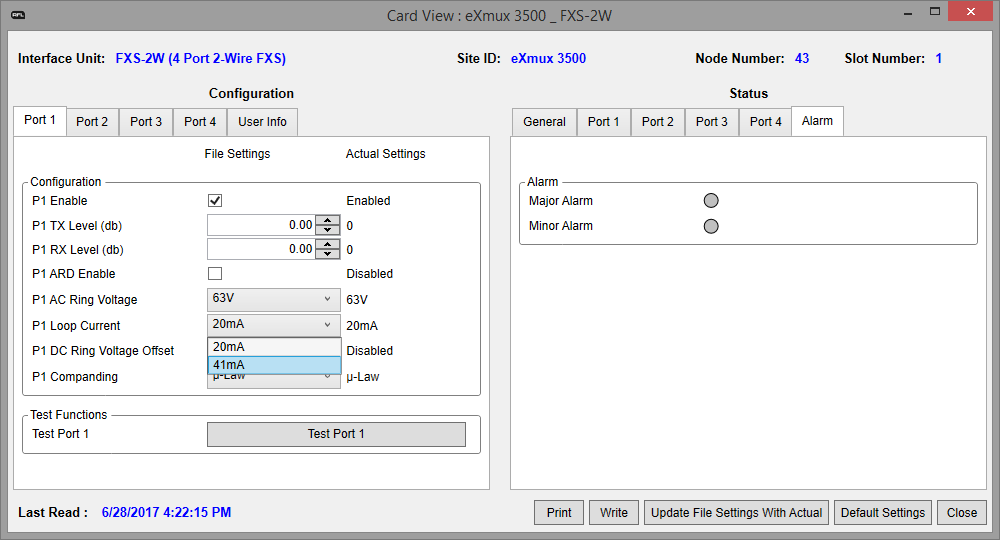 AFL
Card View : eXmux 3500 _ FXS-2W
Interface Unit: FXS-2W (4 Port 2-Wire FXS) Site ID: eXmux 3500 Node Number: 43 Slot Number: 1
Configuration Status
Port 1 Port 2 Port 3 Port 4 User Info General Port 1 Port 2 Port 3 Port 4 Alarm
File Settings Actual Settings
Configuration
P1 Enable Enabled
P1 TX Level (db) 0.00 0
P1 RX Level (db) 0.00 0
P1 ARD Enable Disabled
P1 AC Ring Voltage 63V 63V
P1 Loop Current 20mA 20mA
20mA
P1 DC Ring Voltage Offset Disabled
41mA
P1 Companding μ-Law μ-Law
Test Functions
Test Port 1 Test Port 1
Alarm
Major Alarm
Minor Alarm
Last Read : 6/28/2017 4:22:15 PM Print Write Update File Settings With Actual Default Settings Close